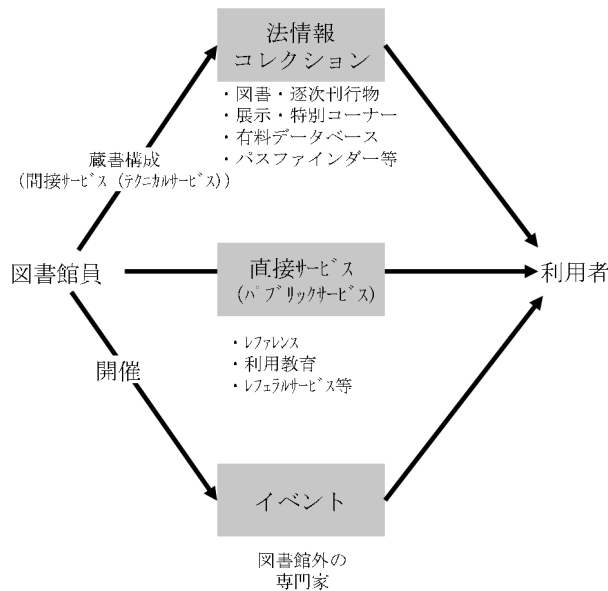 法情報
コレクション
・図書・逐次刊行物
・展示・特別コーナー
・有料データベース
・パスファインダー等
蔵書構成
(間接ｻｰﾋﾞｽ (ﾃｸﾆｶﾙｻｰﾋﾞｽ))
図書館員
直接ｻｰﾋﾞｽ
(ﾊﾟﾌﾞﾘｯｸｻｰﾋﾞｽ)
利用者
・ﾚﾌｧﾚﾝｽ
・利用教育
・ﾚﾌｪﾗﾙｻｰﾋﾞｽ等
開催
イベント
図書館外の
専門家